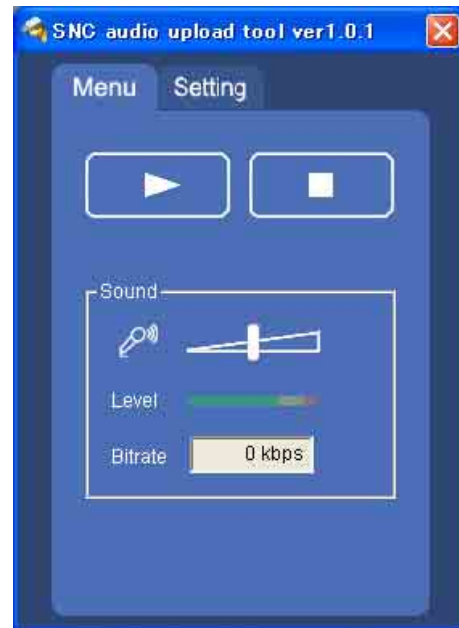 SNC audio upload tool ver1.0.1
Menu Setting
Sound
Level
Bitrate 0 kbps